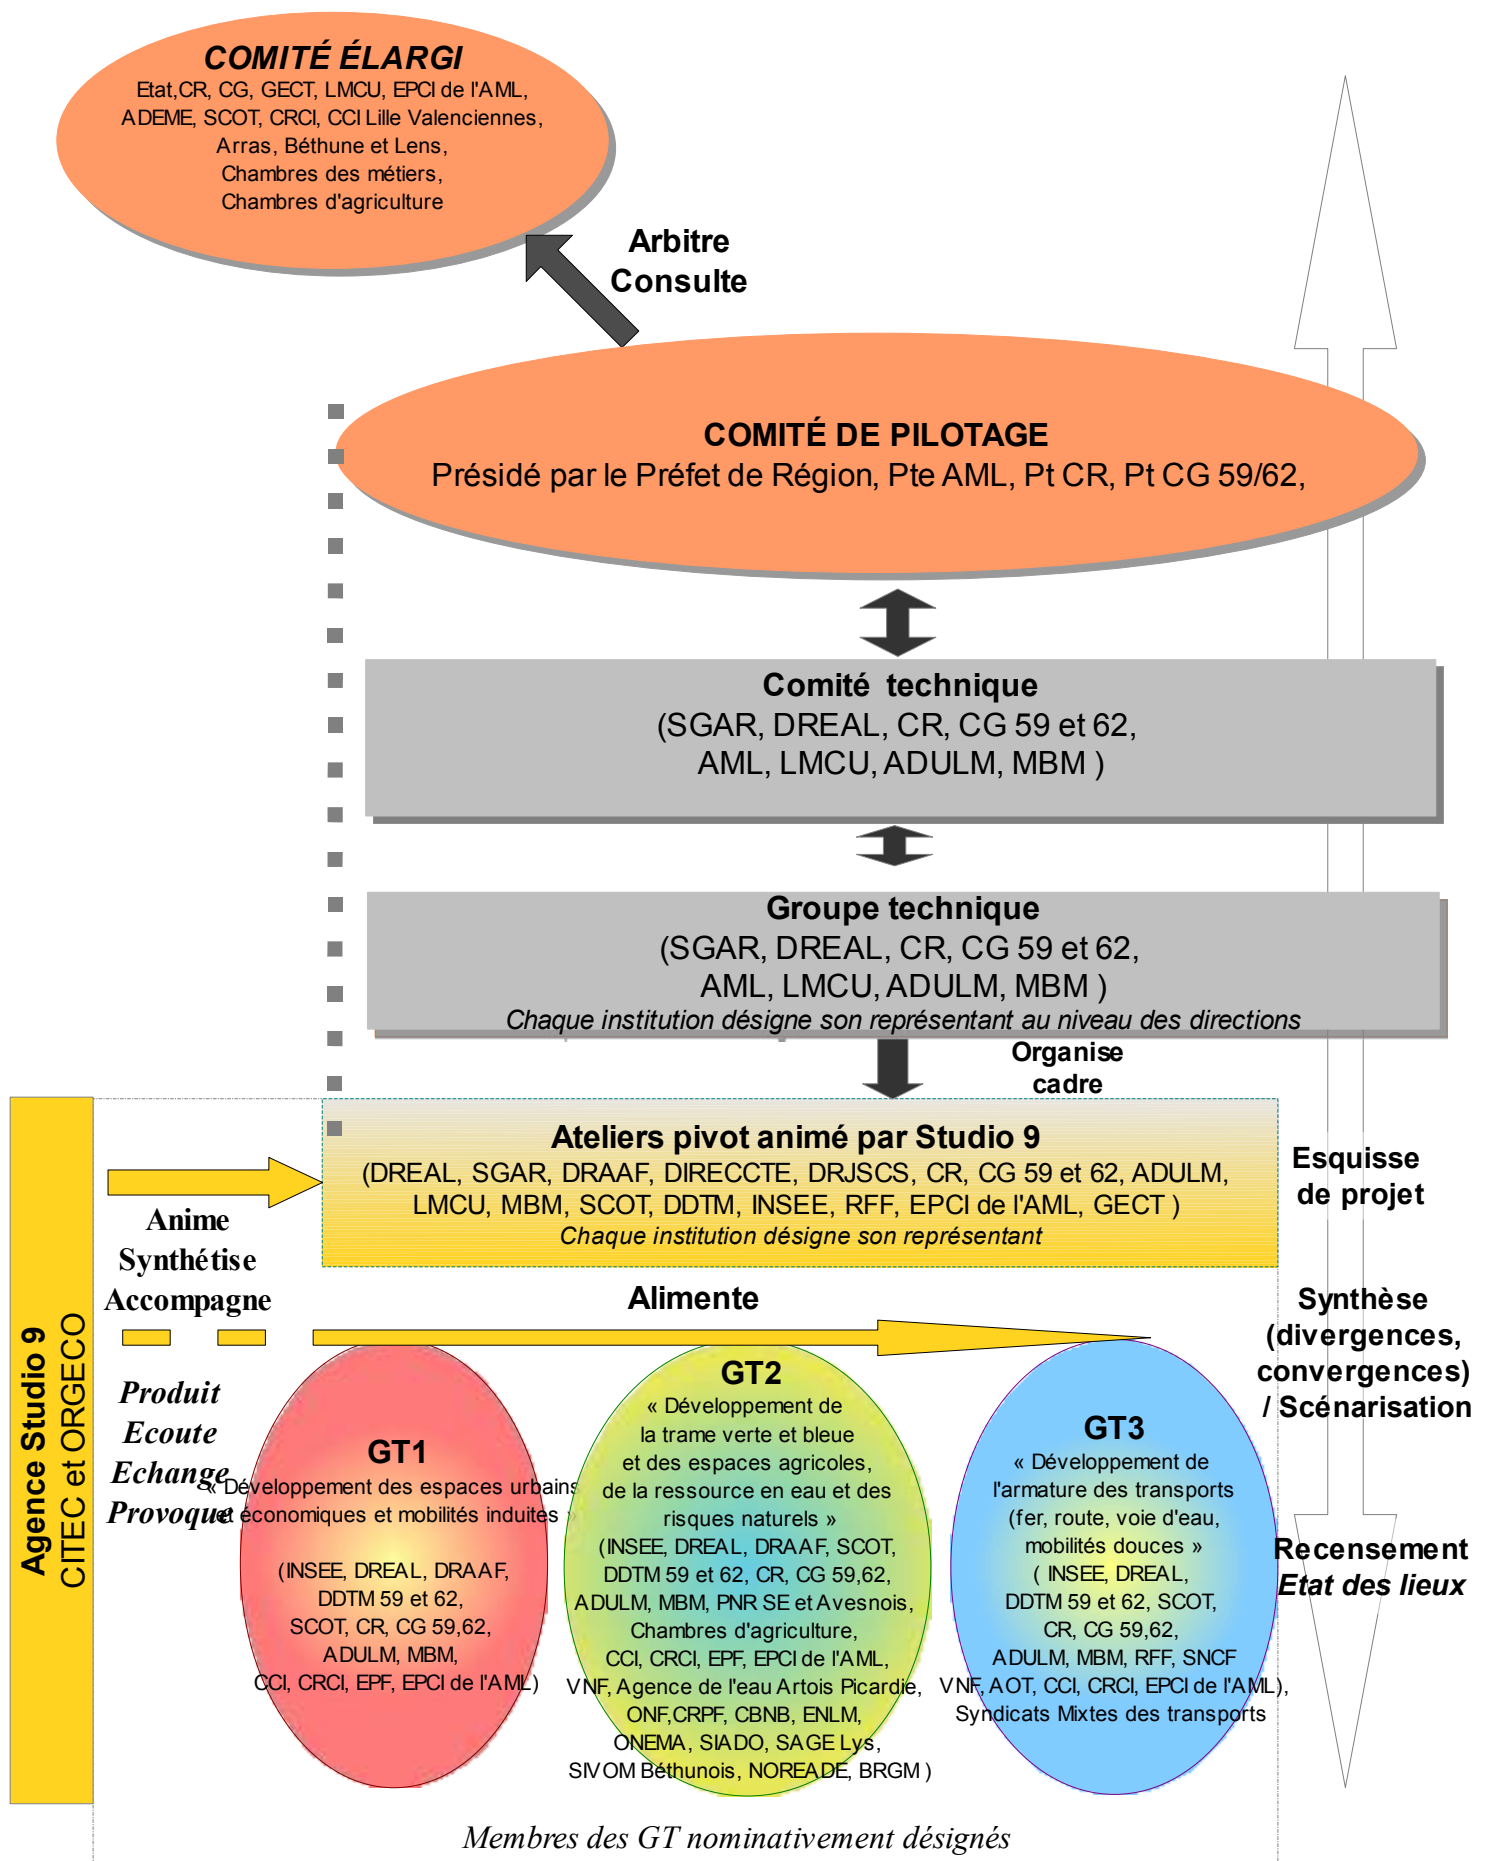 COMITÉ ÉLARGI
Etat,CR, CG, GECT, LMCU, EPCI de l'AML,
ADEME, SCOT, CRCI, CCI Lille Valenciennes,
Arras, Béthune et Lens,
Chambres des métiers,
Chambres d'agriculture
Arbitre
Consulte
COMITÉ DE PILOTAGE
Présidé par le Préfet de Région, Pte AML, Pt CR, Pt CG 59/62,
Comité technique
(SGAR, DREAL, CR, CG 59 et 62,
AML, LMCU, ADULM, MBM )
Groupe technique
(SGAR, DREAL, CR, CG 59 et 62,
AML, LMCU, ADULM, MBM )
Chaque institution désigne son représentant au niveau des directions
Organise
cadre
Ateliers pivot animé par Studio 9
(DREAL, SGAR, DRAAF, DIRECCTE, DRJSCS, CR, CG 59 et 62, ADULM,
LMCU, MBM, SCOT, DDTM, INSEE, RFF, EPCI de l'AML, GECT )
Chaque institution désigne son représentant
Esquisse
de projet
Anime
Synthétise
Accompagne
Alimente
Synthèse
(divergences,
convergences)
/ Scénarisation
Agence Studio 9
CITEC et ORGECO
Produit
Ecoute
Echange
Provoque
GT1
« Développement des espaces urbains
et économiques et mobilités induites »
(INSEE, DREAL, DRAAF,
DDTM 59 et 62,
SCOT, CR, CG 59,62,
ADULM, MBM,
CCI, CRCI, EPF, EPCI de l'AML)
GT2
« Développement de
la trame verte et bleue
et des espaces agricoles,
de la ressource en eau et des
risques naturels »
(INSEE, DREAL, DRAAF, SCOT,
DDTM 59 et 62, CR, CG 59,62,
ADULM, MBM, PNR SE et Avesnois,
Chambres d'agriculture,
CCI, CRCI, EPF, EPCI de l'AML,
VNF, Agence de l'eau Artois Picardie,
ONF,CRPF, CBNB, ENLM,
ONEMA, SIADO, SAGE Lys,
SIVOM Béthunois, NOREADE, BRGM )
GT3
« Développement de
l'armature des transports
(fer, route, voie d'eau,
mobilités douces »
( INSEE, DREAL,
DDTM 59 et 62, SCOT,
CR, CG 59,62,
ADULM, MBM, RFF, SNCF
VNF, AOT, CCI, CRCI, EPCI de l'AML),
Syndicats Mixtes des transports
Recensement
Etat des lieux
Membres des GT nominativement désignés